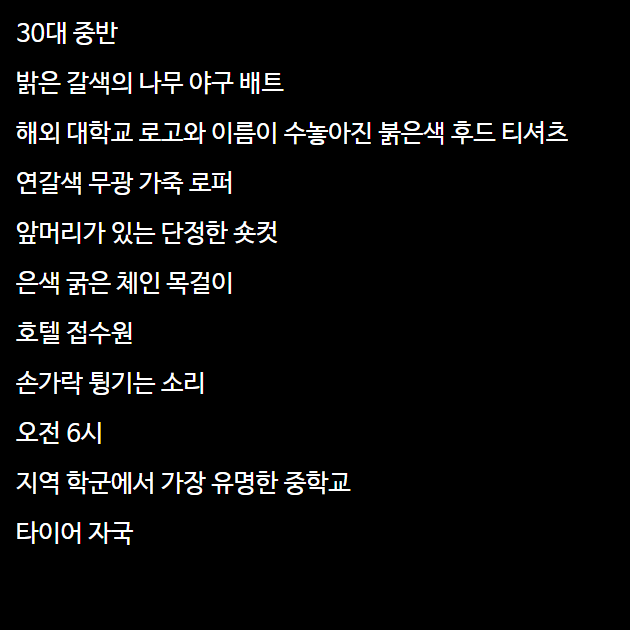 30대 중반
밝은 갈색의 나무 야구 배트
해외 대학교 로고와 이름이 수놓아진 붉은색 후드 티셔츠
연갈색 무광 가죽 로퍼
앞머리가 있는 단정한 숏컷
은색 굵은 체인 목걸이
호텔 접수원
손가락 튕기는 소리
오전 6시
지역 학군에서 가장 유명한 중학교
타이어 자국